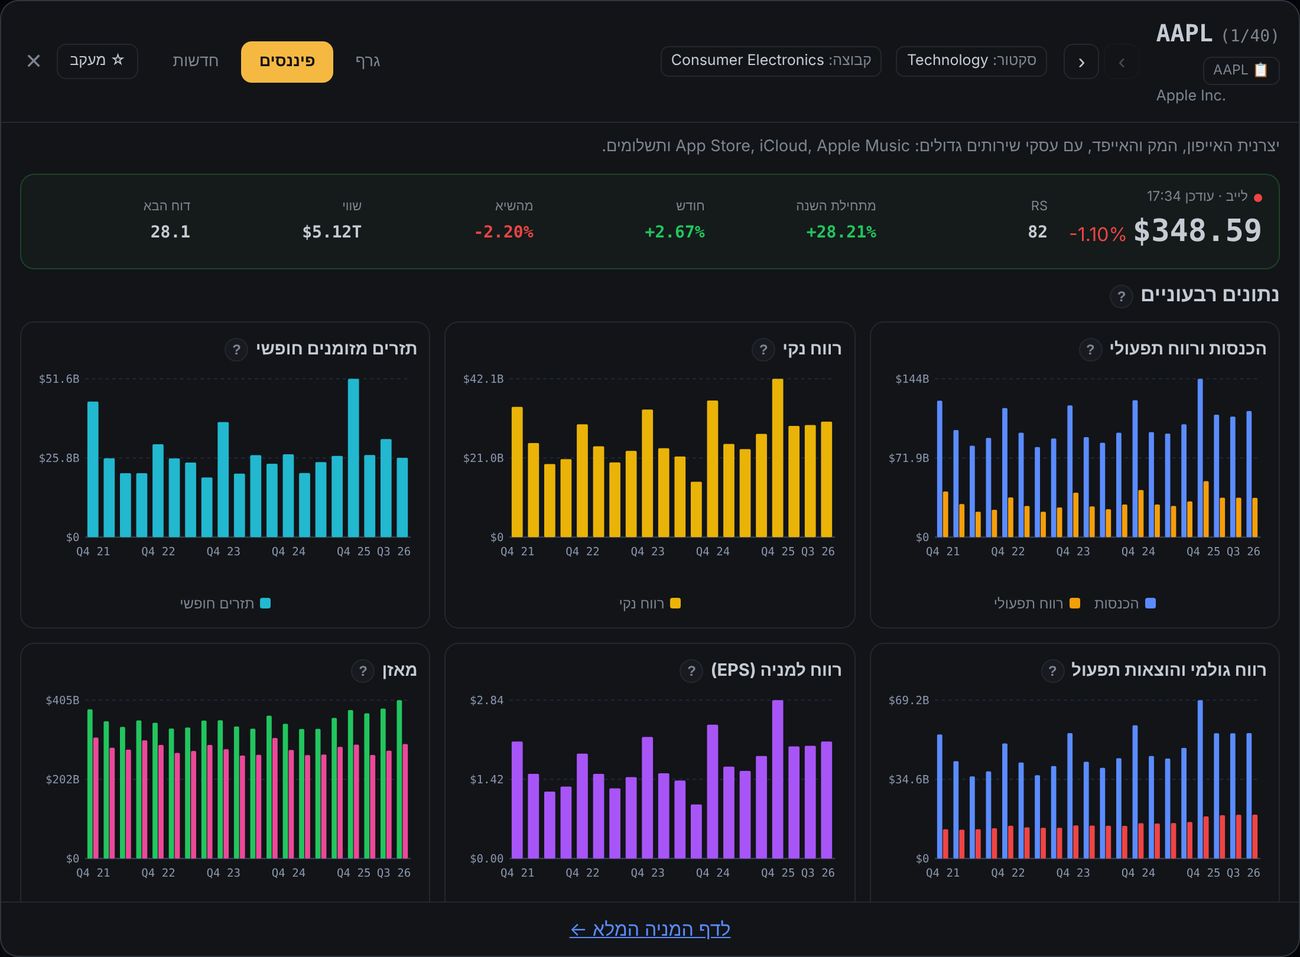 AAPL (1/40)
AAPL 📋
Apple Inc.
‹ ›
סקטור: Technology
קבוצה: Consumer Electronics
גרף
פיננסים
חדשות
☆ מעקב
✕
יצרנית האייפון, המק והאייפד, עם עסקי שירותים גדולים: App Store, iCloud, Apple Music ותשלומים.
לייב · עודכן 17:34
$348.59 -1.10%
RS
82
מתחילת השנה
+28.21%
חודש
+2.67%
מהשיא
-2.20%
שווי
$5.12T
דוח הבא
28.1
נתונים רבעוניים ?
הכנסות ורווח תפעולי ?
$144B
$71.9B
$0
Q4 21 Q4 22 Q4 23 Q4 24 Q4 25 Q3 26
הכנסות רווח תפעולי
רווח נקי ?
$42.1B
$21.0B
$0
Q4 21 Q4 22 Q4 23 Q4 24 Q4 25 Q3 26
רווח נקי
תזרים מזומנים חופשי ?
$51.6B
$25.8B
$0
Q4 21 Q4 22 Q4 23 Q4 24 Q4 25 Q3 26
תזרים חופשי
רווח גולמי והוצאות תפעול ?
$69.2B
$34.6B
$0
Q4 21 Q4 22 Q4 23 Q4 24 Q4 25 Q3 26
רווח למניה (EPS) ?
$2.84
$1.42
$0.00
Q4 21 Q4 22 Q4 23 Q4 24 Q4 25 Q3 26
מאזן ?
$405B
$202B
$0
Q4 21 Q4 22 Q4 23 Q4 24 Q4 25 Q3 26
לדף המניה המלא ←